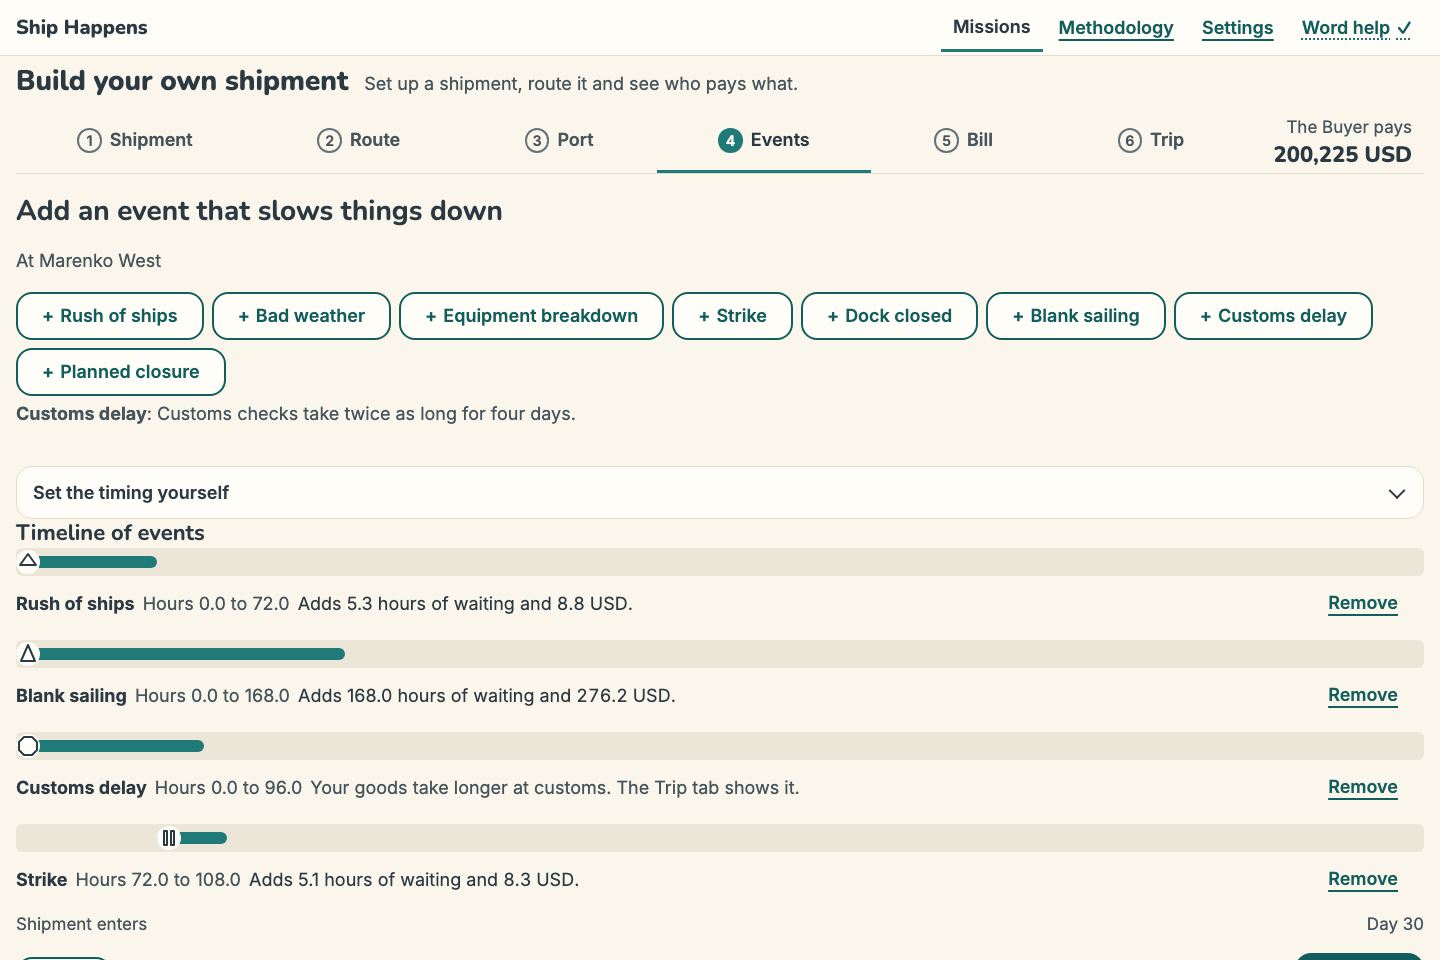 Ship Happens
Missions
Methodology
Settings
Word help
Build your own shipment
Set up a shipment, route it and see who pays what.
1 Shipment
2 Route
3 Port
4 Events
5 Bill
6 Trip
The Buyer pays
200,225 USD
Add an event that slows things down
At Marenko West
+ Rush of ships
+ Bad weather
+ Equipment breakdown
+ Strike
+ Dock closed
+ Blank sailing
+ Customs delay
+ Planned closure
Customs delay: Customs checks take twice as long for four days.
Set the timing yourself
Timeline of events
Rush of ships Hours 0.0 to 72.0 Adds 5.3 hours of waiting and 8.8 USD.
Remove
Blank sailing Hours 0.0 to 168.0 Adds 168.0 hours of waiting and 276.2 USD.
Remove
Customs delay Hours 0.0 to 96.0 Your goods take longer at customs. The Trip tab shows it.
Remove
Strike Hours 72.0 to 108.0 Adds 5.1 hours of waiting and 8.3 USD.
Remove
Shipment enters
Day 30